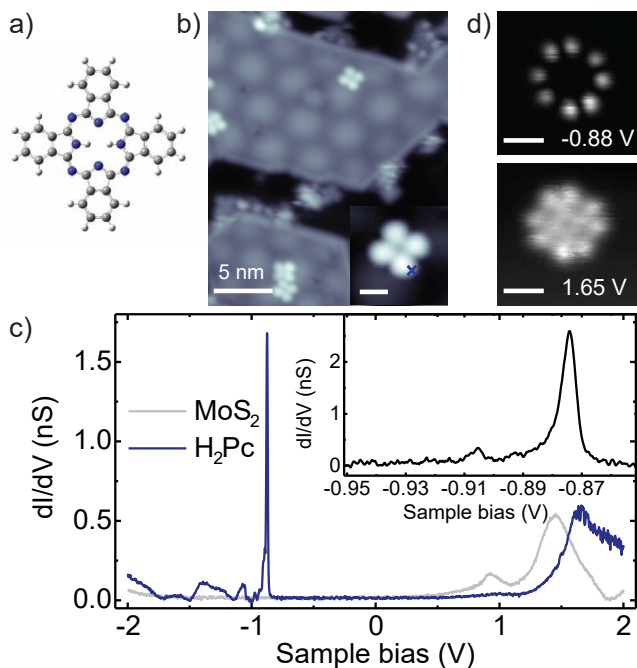 a)
b)
5 nm
d)
-0.88 V
1.65 V
c)
dI/dV (nS)
1.5
1.0
0.5
0.0
MoS₂
H₂Pc
-2
-1
0
1
2
Sample bias (V)
dI/dV (nS)
2
1
0
-0.95
-0.93
-0.91
-0.89
-0.87
Sample bias (V)